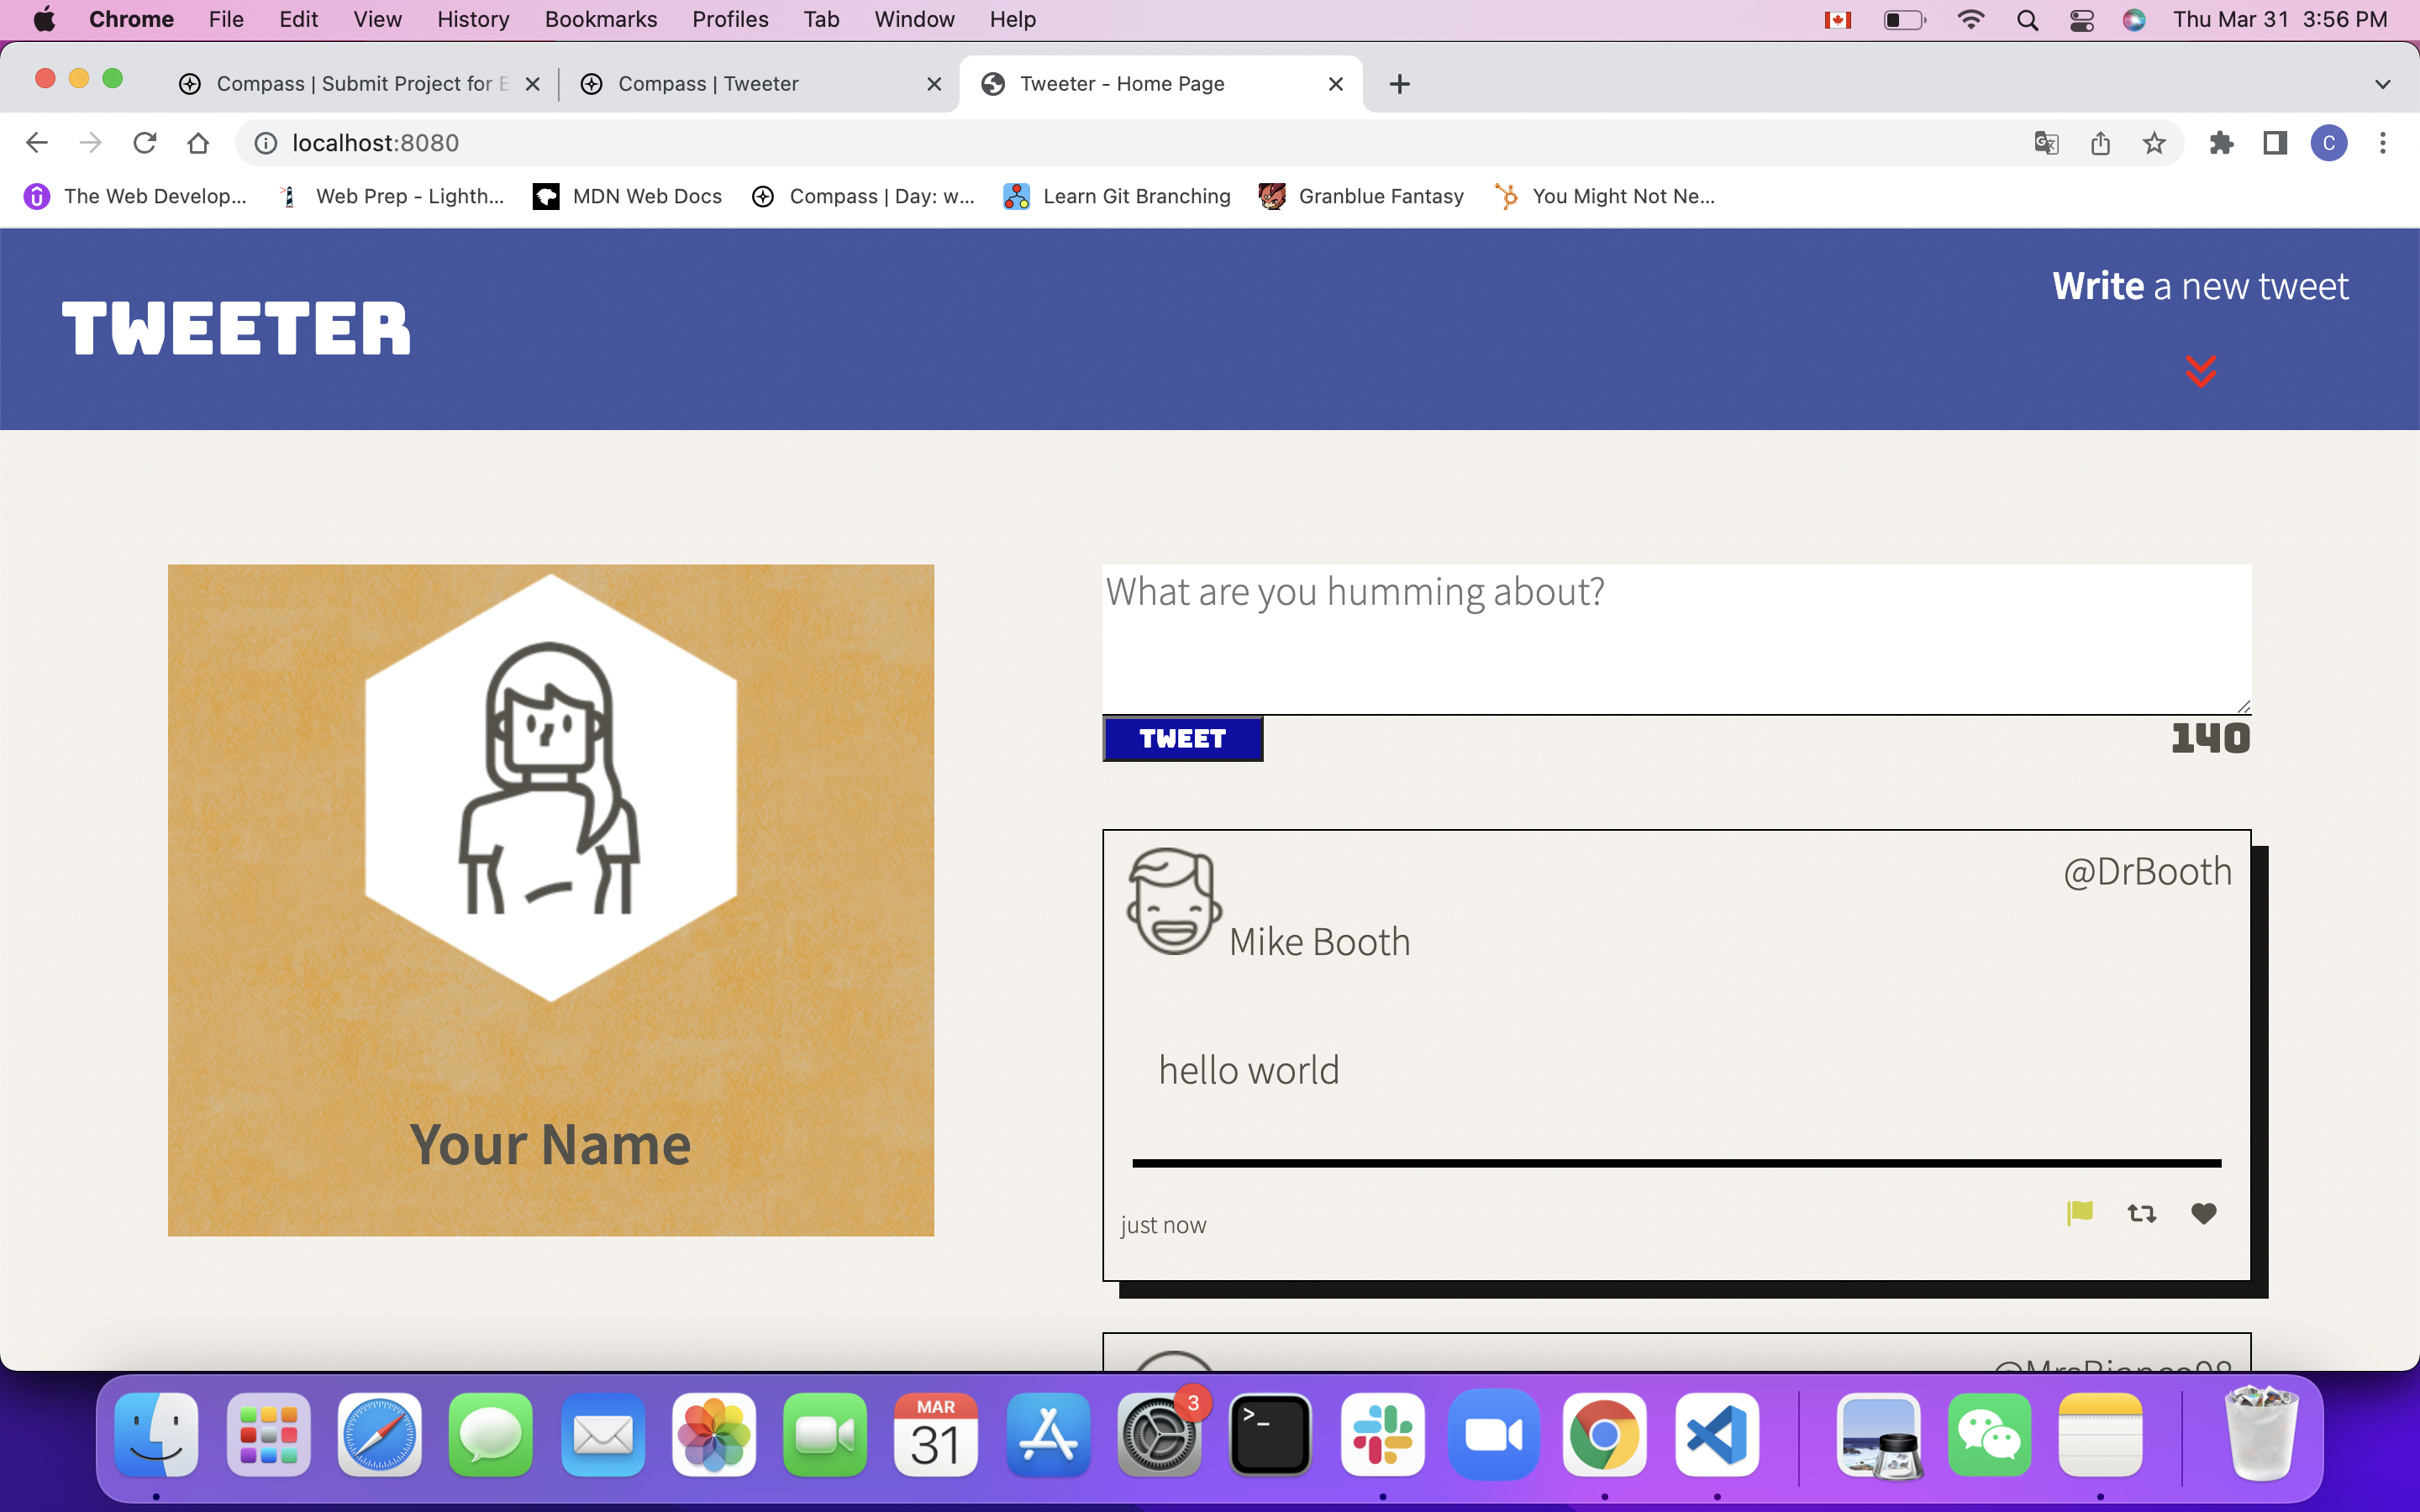 Chrome File Edit View History Bookmarks Profiles Tab Window Help Thu Mar 31 3:56 PM
Compass | Submit Project for E Compass | Tweeter Tweeter - Home Page
localhost:8080 C
The Web Develop... Web Prep - Lighth... MDN Web Docs Compass | Day: w... Learn Git Branching Granblue Fantasy You Might Not Ne...
TWEETER
Write a new tweet
What are you humming about?
TWEET 140
@DrBooth
Mike Booth
hello world
Your Name
just now
MAR
31
3